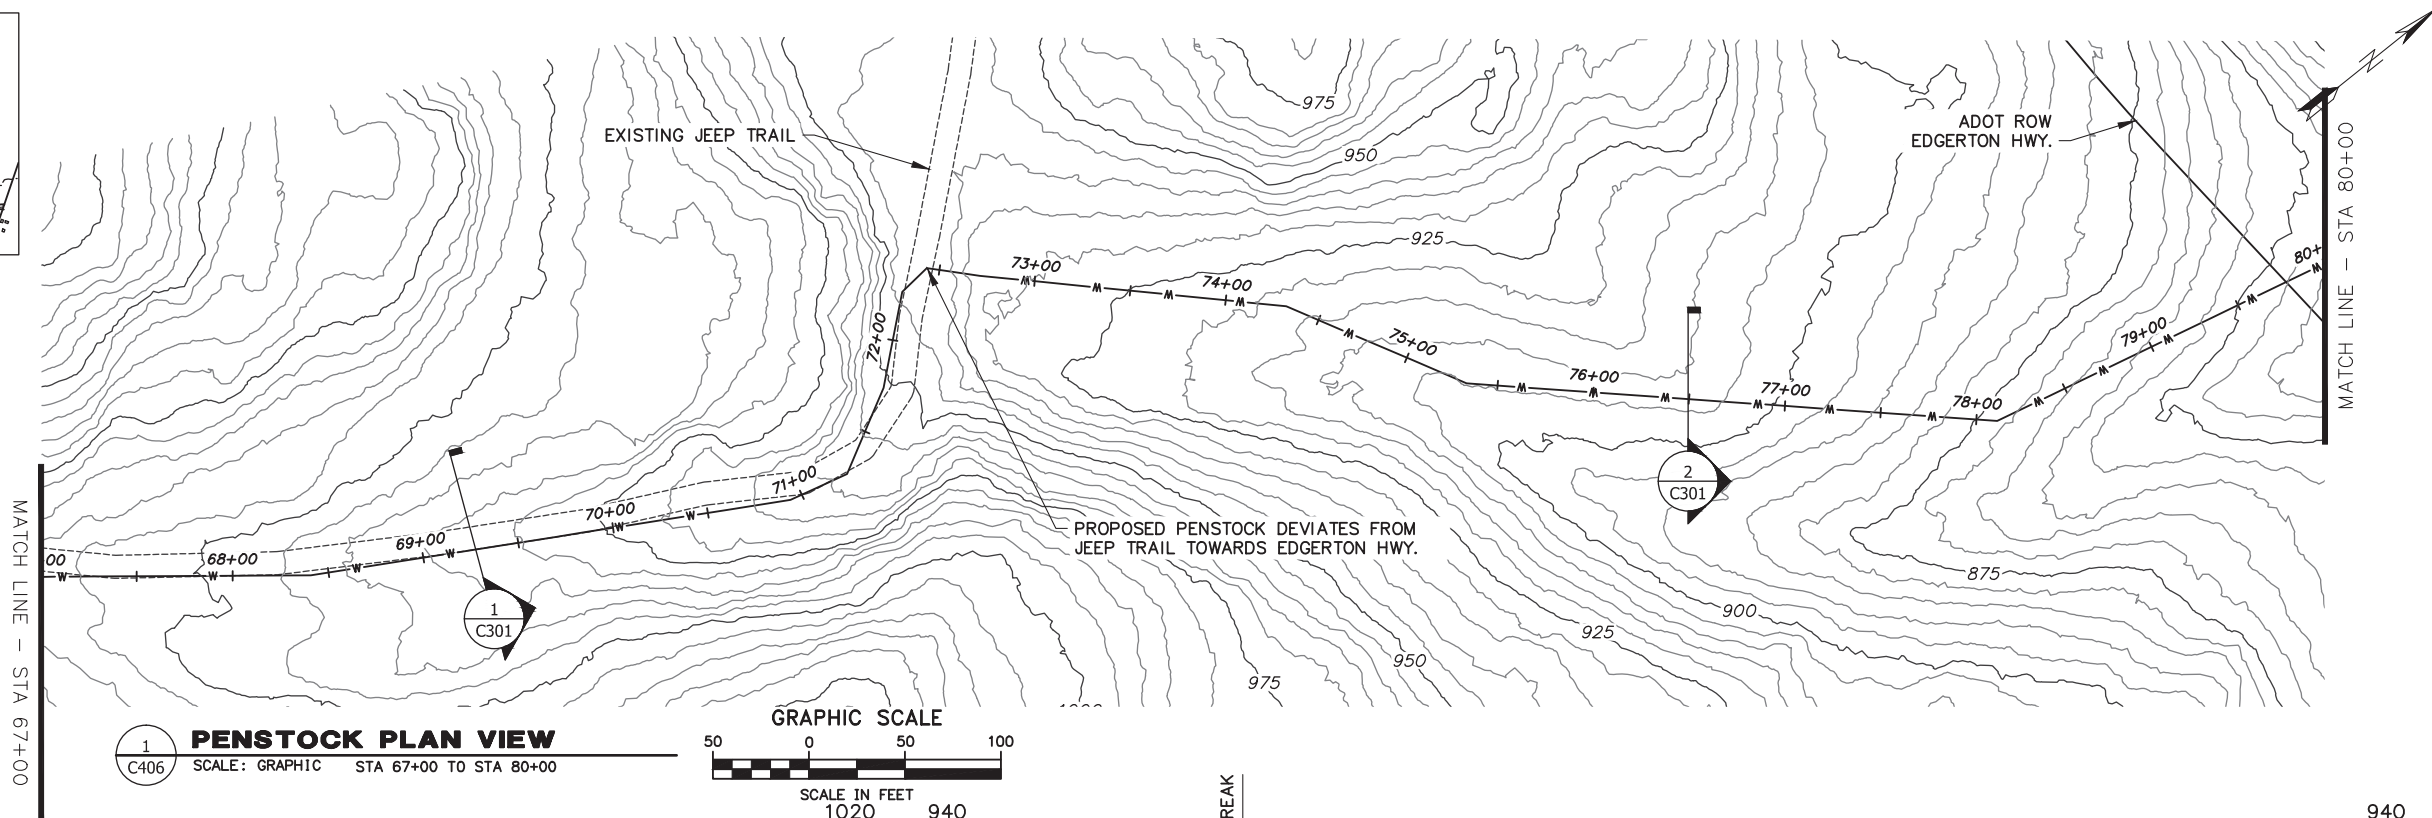 975
EXISTING JEEP TRAIL
950
ADOT ROW
EDGERTON HWY.
MATCH LINE – STA 80+00
925
80+
73+00
74+00
72+00
75+00
79+00
76+00
77+00
78+00
71+00
70+00
69+00
68+00
00
2
C301
1
C301
PROPOSED PENSTOCK DEVIATES FROM
JEEP TRAIL TOWARDS EDGERTON HWY.
875
900
925
950
975
MATCH LINE – STA 67+00
1
C406
PENSTOCK PLAN VIEW
SCALE: GRAPHIC STA 67+00 TO STA 80+00
GRAPHIC SCALE
50 0 50 100
SCALE IN FEET
1020 940
REAK
940